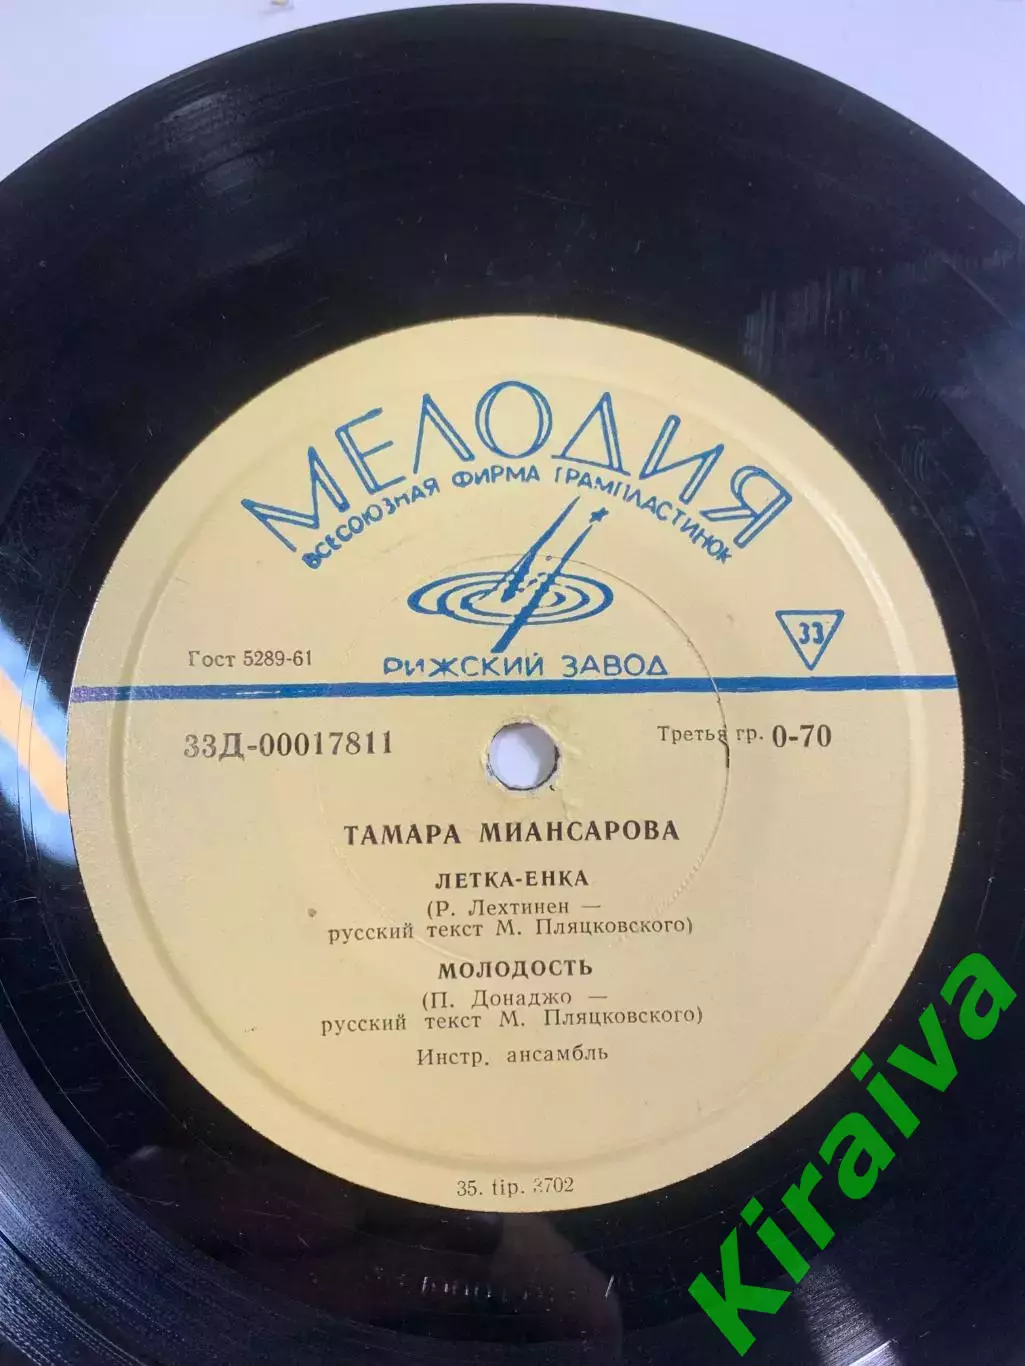 МЕЛОДИЯ
ВСЕСОЮЗНАЯ ФИРМА ГРАМПЛАСТИНОК
33
Гост 5289-61
РИЖСКИЙ ЗАВОД
33Д-00017811
Третья гр. 0-70
ТАМАРА МИАНСАРОВА
ЛЕТКА-ЕНКА
(Р. Лехтинен —
русский текст М. Пляцковского)
МОЛОДОСТЬ
(П. Донаджо —
русский текст М. Пляцковского)
Инстр. ансамбль
35. tip. 2702
Kiraiva